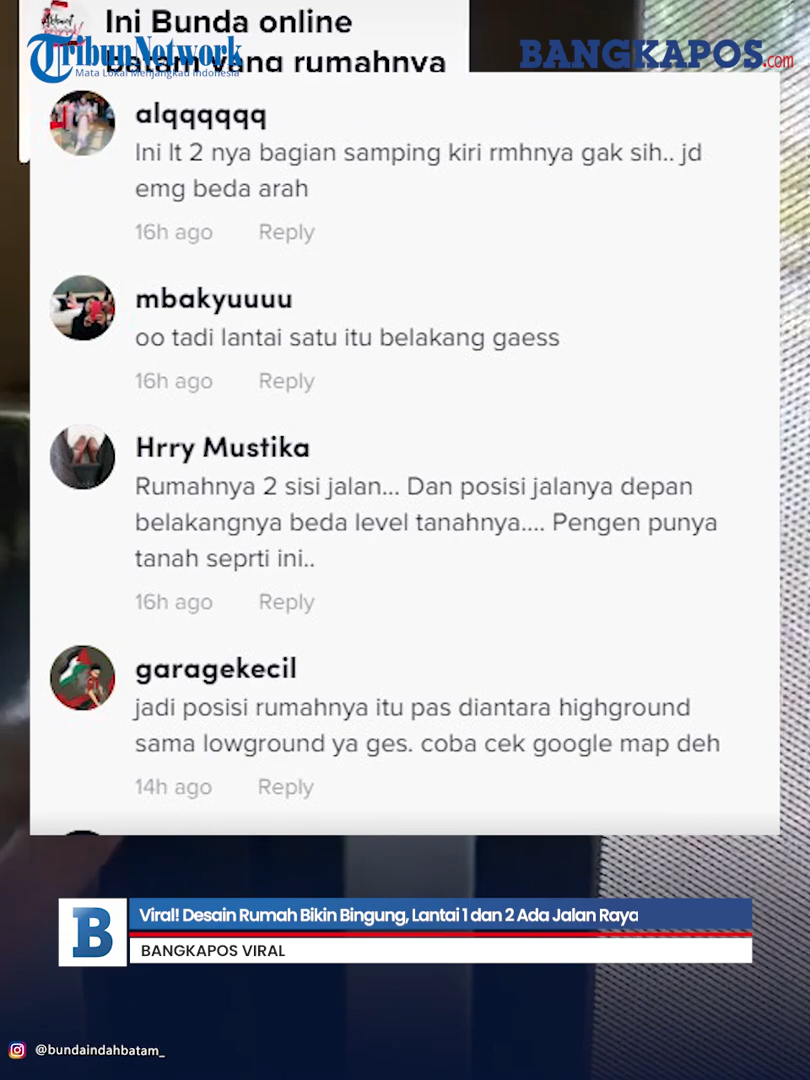 Ini Bunda online
batam yang rumahnya
Tribun Network
Mata Lokal Menjangkau Indonesia
BANGKAPOS.com
alqqqqqq
Ini lt 2 nya bagian samping kiri rmhnya gak sih.. jd
emg beda arah
16h ago Reply
mbakyuuuu
oo tadi lantai satu itu belakang gaess
16h ago Reply
Hrry Mustika
Rumahnya 2 sisi jalan... Dan posisi jalanya depan
belakangnya beda level tanahnya.... Pengen punya
tanah seprti ini..
16h ago Reply
garagekecil
jadi posisi rumahnya itu pas diantara highground
sama lowground ya ges. coba cek google map deh
14h ago Reply
B
Viral! Desain Rumah Bikin Bingung, Lantai 1 dan 2 Ada Jalan Raya
BANGKAPOS VIRAL
@bundaindahbatam_